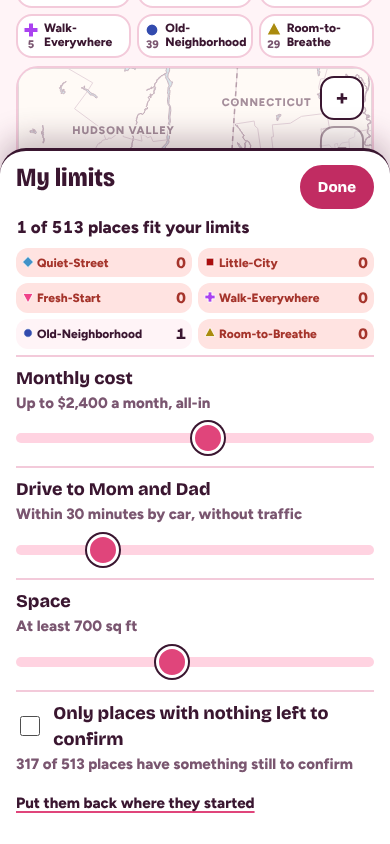 Walk-
Everywhere
5
Old-
Neighborhood
39
Room-to-
Breathe
29
CONNECTICUT
+
HUDSON VALLEY
My limits
Done
1 of 513 places fit your limits
Quiet-Street 0
Little-City 0
Fresh-Start 0
Walk-Everywhere 0
Old-Neighborhood 1
Room-to-Breathe 0
Monthly cost
Up to $2,400 a month, all-in
Drive to Mom and Dad
Within 30 minutes by car, without traffic
Space
At least 700 sq ft
Only places with nothing left to
confirm
317 of 513 places have something still to confirm
Put them back where they started